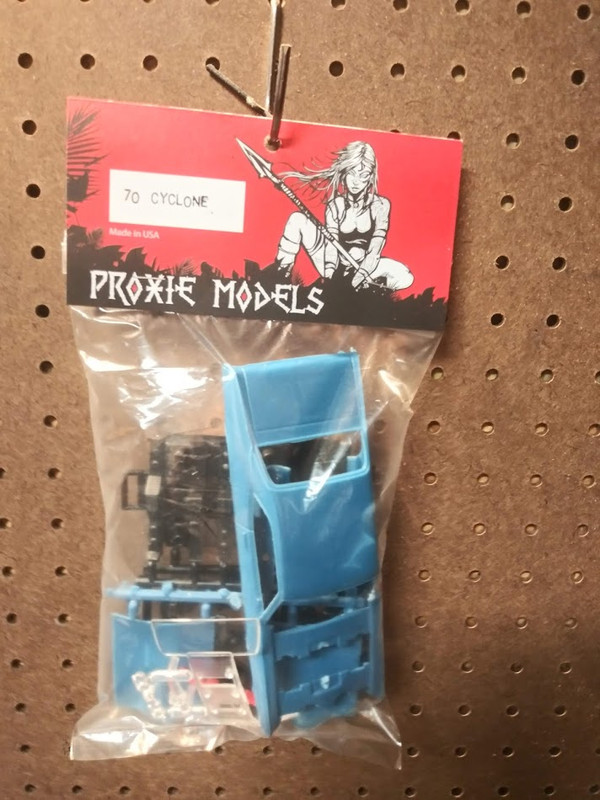 70 CYCLONE
Made in USA
PROXIE MODELS